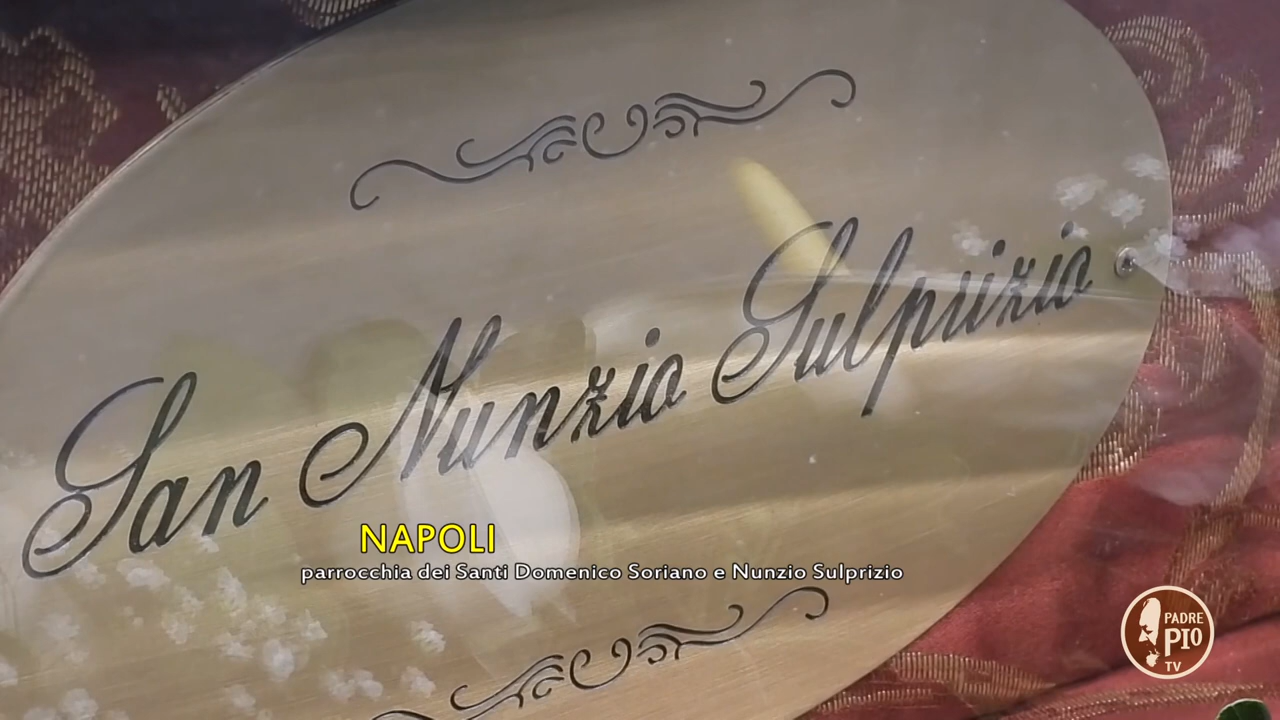 San Nunzio Sulprizio
NAPOLI
parrocchia dei Santi Domenico Soriano e Nunzio Sulprizio
PADRE
PIO
TV